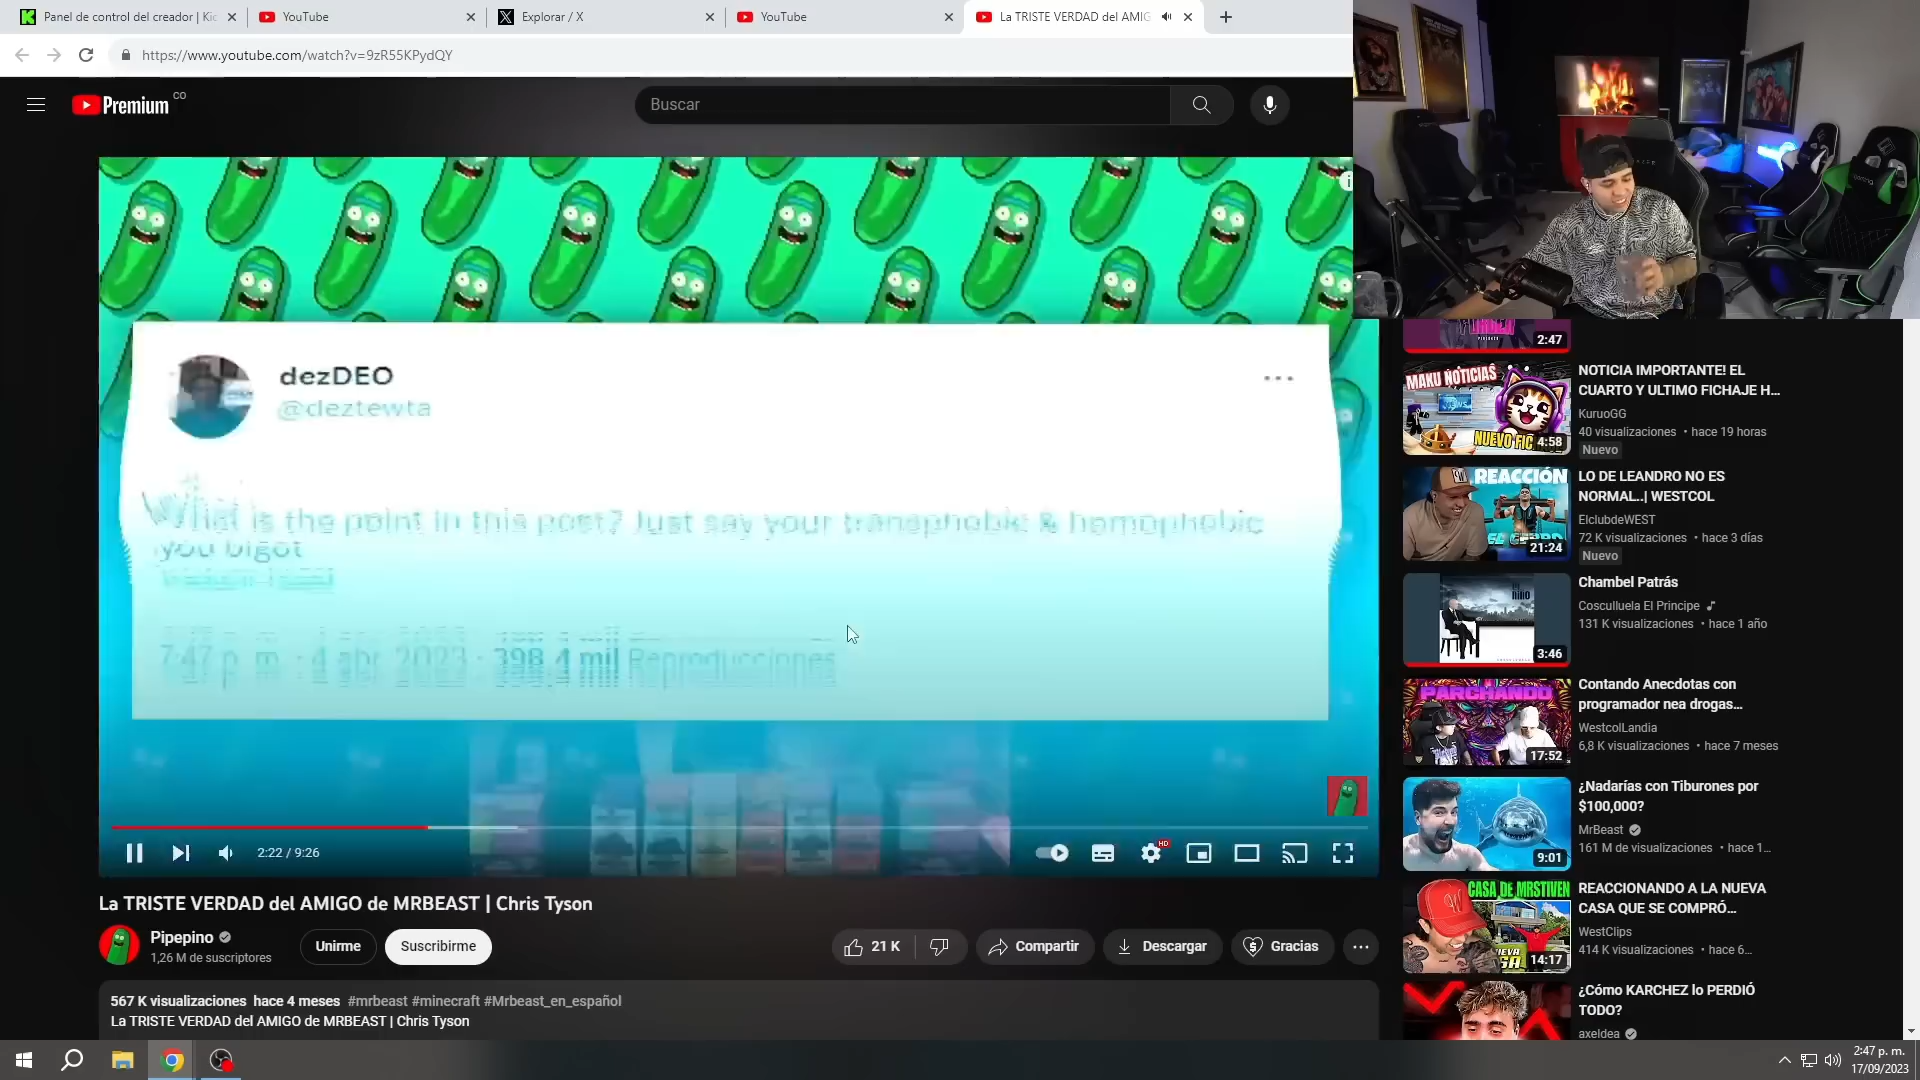 Panel de control del creador | Kic
YouTube
Explorar / X
YouTube
La TRISTE VERDAD del AMIG
https://www.youtube.com/watch?v=9zR55KPydQY
Premium CO
Buscar
dezDEO
@deztewta
What is the point in this post? Just say your transphobic & homophobic
you bigot
7:47 p. m. · 4 abr. 2023 · 398,4 mil Reproducciones
2:22 / 9:26
HD
La TRISTE VERDAD del AMIGO de MRBEAST | Chris Tyson
Pipepino
1,26 M de suscriptores
Unirme
Suscribirme
21 K
Compartir
Descargar
Gracias
567 K visualizaciones hace 4 meses #mrbeast #minecraft #Mrbeast_en_español
La TRISTE VERDAD del AMIGO de MRBEAST | Chris Tyson
2:47
MAKU NOTICIAS
NEWS
NUEVO FIC
4:58
NOTICIA IMPORTANTE! EL
CUARTO Y ULTIMO FICHAJE H...
KuruoGG
40 visualizaciones • hace 19 horas
Nuevo
REACCIÓN
21:24
LO DE LEANDRO NO ES
NORMAL..| WESTCOL
ElclubdeWEST
72 K visualizaciones • hace 3 días
Nuevo
3:46
Chambel Patrás
Cosculluela El Principe
131 K visualizaciones • hace 1 año
PARCHANDO
17:52
Contando Anecdotas con
programador nea drogas...
WestcolLandia
6,8 K visualizaciones • hace 7 meses
9:01
¿Nadarías con Tiburones por
$100,000?
MrBeast
161 M de visualizaciones • hace 1...
CASA DE MRSTIVEN
14:17
REACCIONANDO A LA NUEVA
CASA QUE SE COMPRÓ...
WestClips
414 K visualizaciones • hace 6...
¿Cómo KARCHEZ lo PERDIÓ
TODO?
axeldea
2:47 p. m.
17/09/2023